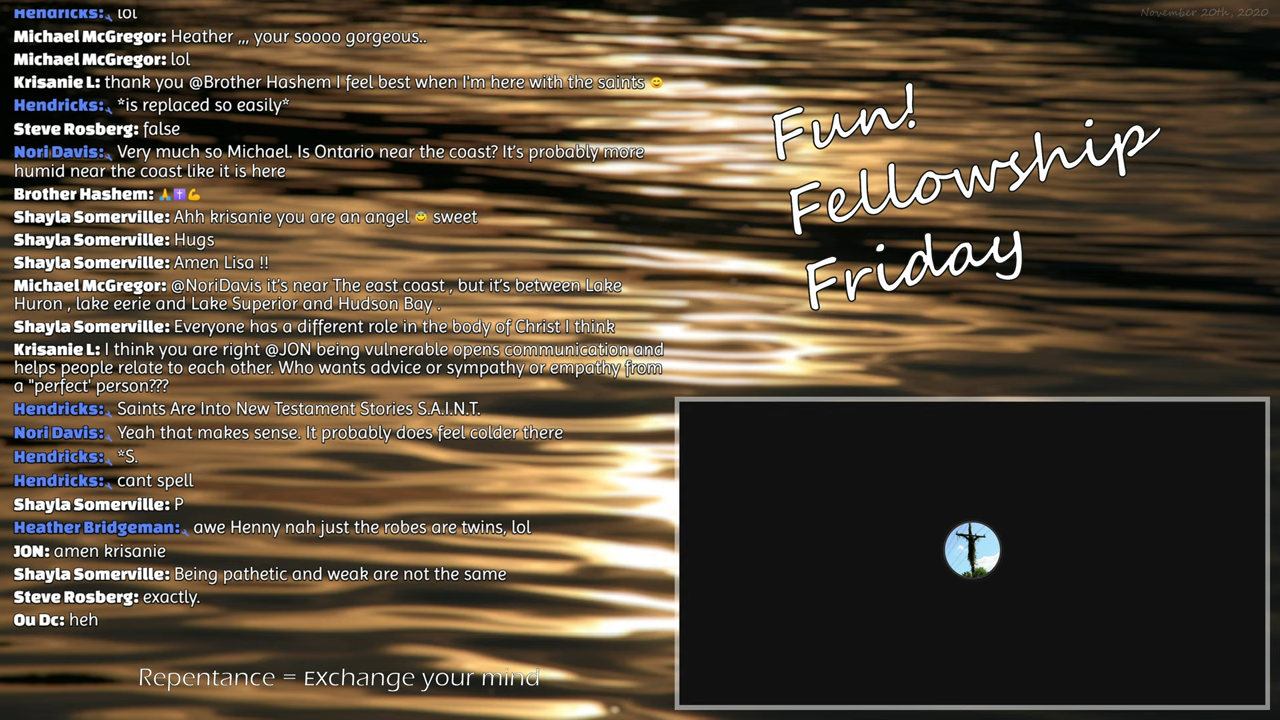 Hendricks: lol
Michael McGregor: Heather ,,, your soooo gorgeous..
Michael McGregor: lol
Krisanie L: thank you @Brother Hashem I feel best when I'm here with the saints 😊
Hendricks: *is replaced so easily*
Steve Rosberg: false
Nori Davis: Very much so Michael. Is Ontario near the coast? It's probably more
humid near the coast like it is here
Brother Hashem: 🙏✝️💪
Shayla Somerville: Ahh krisanie you are an angel 😇 sweet
Shayla Somerville: Hugs
Shayla Somerville: Amen Lisa !!
Michael McGregor: @NoriDavis it's near The east coast , but it's between Lake
Huron , lake eerie and Lake Superior and Hudson Bay .
Shayla Somerville: Everyone has a different role in the body of Christ I think
Krisanie L: I think you are right @JON being vulnerable opens communication and
helps people relate to each other. Who wants advice or sympathy or empathy from
a "perfect' person???
Hendricks: Saints Are Into New Testament Stories S.A.I.N.T.
Nori Davis: Yeah that makes sense. It probably does feel colder there
Hendricks: *S.
Hendricks: cant spell
Shayla Somerville: P
Heather Bridgeman: awe Henny nah just the robes are twins, lol
JON: amen krisanie
Shayla Somerville: Being pathetic and weak are not the same
Steve Rosberg: exactly.
Ou Dc: heh
Repentance = EXchange your mind
November 20th, 2020
Fun!
Fellowship
Friday